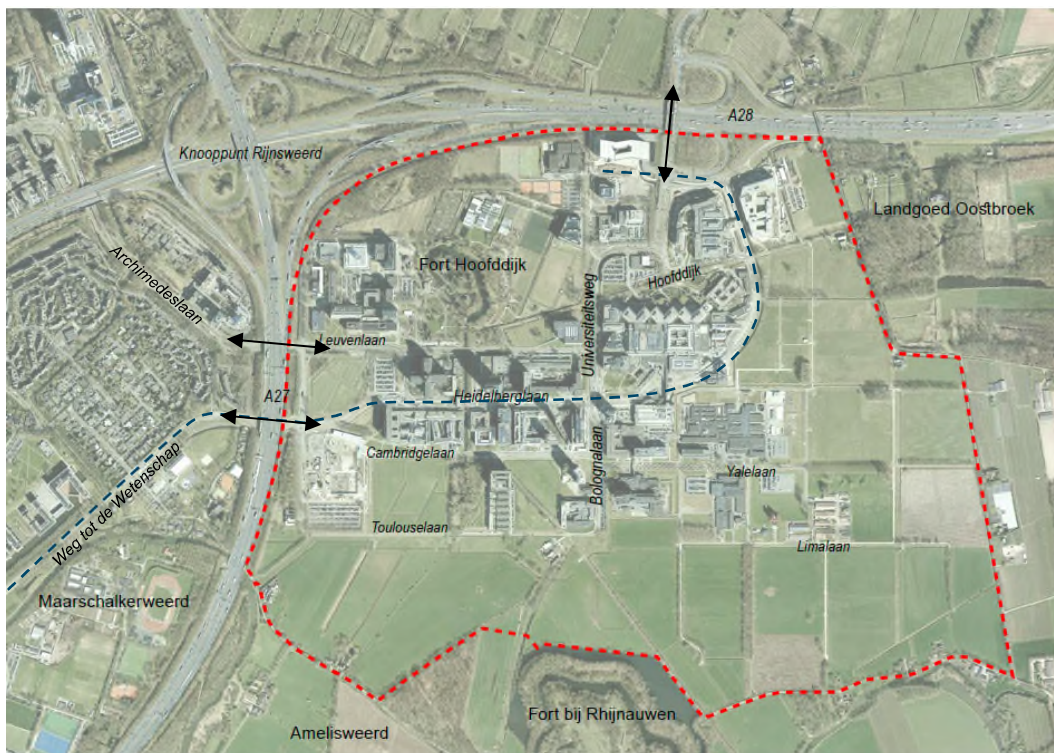 A28
Knooppunt Rijnsweerd
Landgoed Oostbroek
Fort Hoofddijk
Archimedeslaan
Hoofddijk
Universiteitsweg
Leuvenlaan
A27
Heidelberglaan
Cambridgelaan
Bolognalaan
Yalelaan
Weg tot de Wetenschap
Toulouselaan
Limalaan
Maarschalkerweerd
Fort bij Rhijnauwen
Amelisweerd